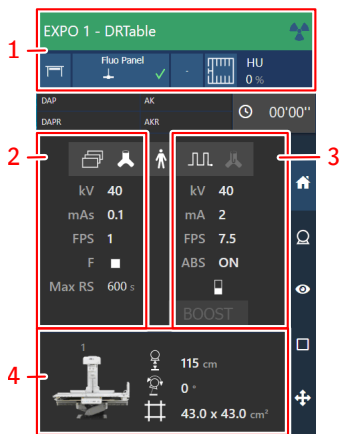 EXPO 1 - DRTable
1
Fluo Panel
-
HU
0 %
DAP AK
DAPR AKR
00'00''
2
3
kV 40
mAs 0.1
FPS 1
F
Max RS 600 s
kV 40
mA 2
FPS 7.5
ABS ON
BOOST
4
1
115 cm
0 °
43.0 x 43.0 cm²